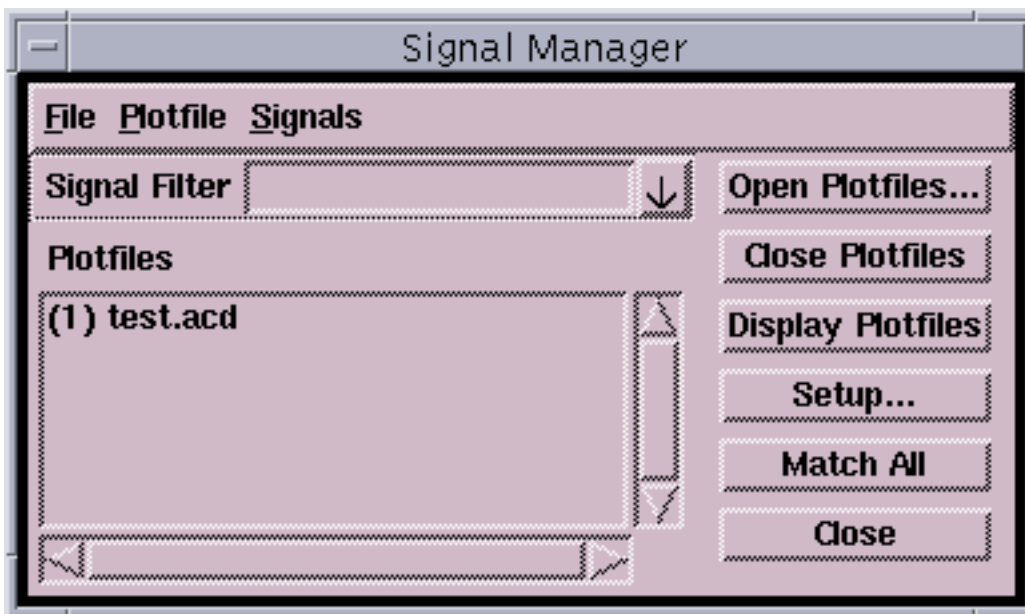 Signal Manager
File Plotfile Signals
Signal Filter
Open Plotfiles...
Plotfiles
Close Plotfiles
(1) test.acd
Display Plotfiles
Setup...
Match All
Close